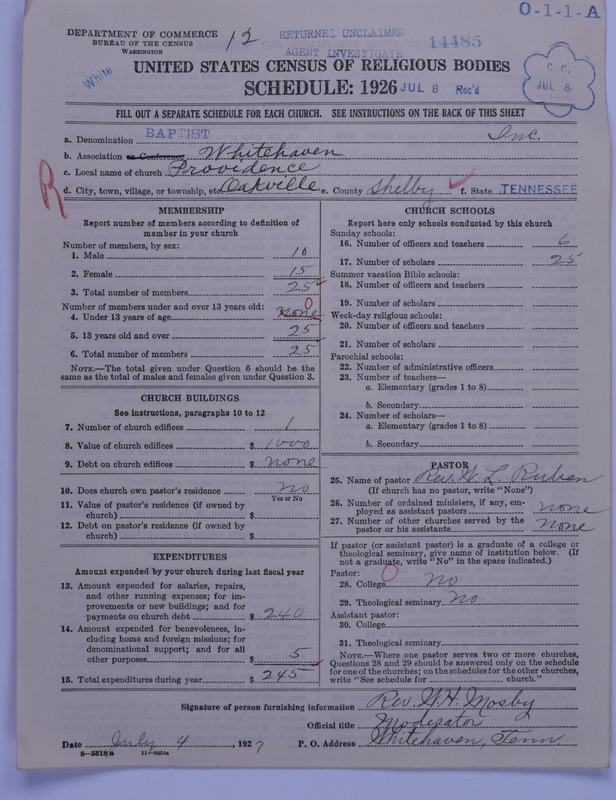 O-1-1-A
DEPARTMENT OF COMMERCE
BUREAU OF THE CENSUS
WASHINGTON
12
RETURNED UNCLAIMED
AGENT INVESTIGATE
14485
White
UNITED STATES CENSUS OF RELIGIOUS BODIES
SCHEDULE: 1926
JUL 8 Rec'd
C. C.
JUL 8
FILL OUT A SEPARATE SCHEDULE FOR EACH CHURCH. SEE INSTRUCTIONS ON THE BACK OF THIS SHEET
a. Denomination BAPTIST Inc.
b. Association or Conference Whitehaven
c. Local name of church Providence
d. City, town, village, or township, etc. Oakville e. County Shelby f. State TENNESSEE
R
MEMBERSHIP
Report number of members according to definition of
member in your church
Number of members, by sex:
1. Male 10
2. Female 15
3. Total number of members 25
Number of members under and over 13 years old:
4. Under 13 years of age none 0
5. 13 years old and over 25
6. Total number of members 25
NOTE.—The total given under Question 6 should be the
same as the total of males and females given under Question 3.
CHURCH BUILDINGS
See instructions, paragraphs 10 to 12
7. Number of church edifices 1
8. Value of church edifices $ 1000
9. Debt on church edifices $ none
10. Does church own pastor's residence no
Yes or No
11. Value of pastor's residence (if owned by
church) $
12. Debt on pastor's residence (if owned by
church) $
EXPENDITURES
Amount expended by your church during last fiscal year
13. Amount expended for salaries, repairs,
and other running expenses; for im-
provements or new buildings; and for
payments on church debt $ 240
14. Amount expended for benevolences, in-
cluding home and foreign missions; for
denominational support; and for all
other purposes $ 5
15. Total expenditures during year $ 245
CHURCH SCHOOLS
Report here only schools conducted by this church
Sunday schools:
16. Number of officers and teachers 6
17. Number of scholars 25
Summer vacation Bible schools:
18. Number of officers and teachers
19. Number of scholars
Week-day religious schools:
20. Number of officers and teachers
21. Number of scholars
Parochial schools:
22. Number of administrative officers
23. Number of teachers—
a. Elementary (grades 1 to 8)
b. Secondary
24. Number of scholars—
a. Elementary (grades 1 to 8)
b. Secondary
PASTOR
25. Name of pastor Rev. W. L. Ruben
(If church has no pastor, write "None")
26. Number of ordained ministers, if any, em-
ployed as assistant pastors none
27. Number of other churches served by the
pastor or his assistants none
If pastor (or assistant pastor) is a graduate of a college or
theological seminary, give name of institution below. (If
not a graduate, write "No" in the space indicated.)
Pastor:
28. College 0 No
29. Theological seminary No
Assistant pastor:
30. College
31. Theological seminary
NOTE.—Where one pastor serves two or more churches,
Questions 28 and 29 should be answered only on the schedule
for one of the churches; on the schedules for the other churches,
write "See schedule for church."
Signature of person furnishing information Rev. W. H. Mosby
Official title Moderator
Date July 4, 1927 P. O. Address Whitehaven, Tenn
8-5518a